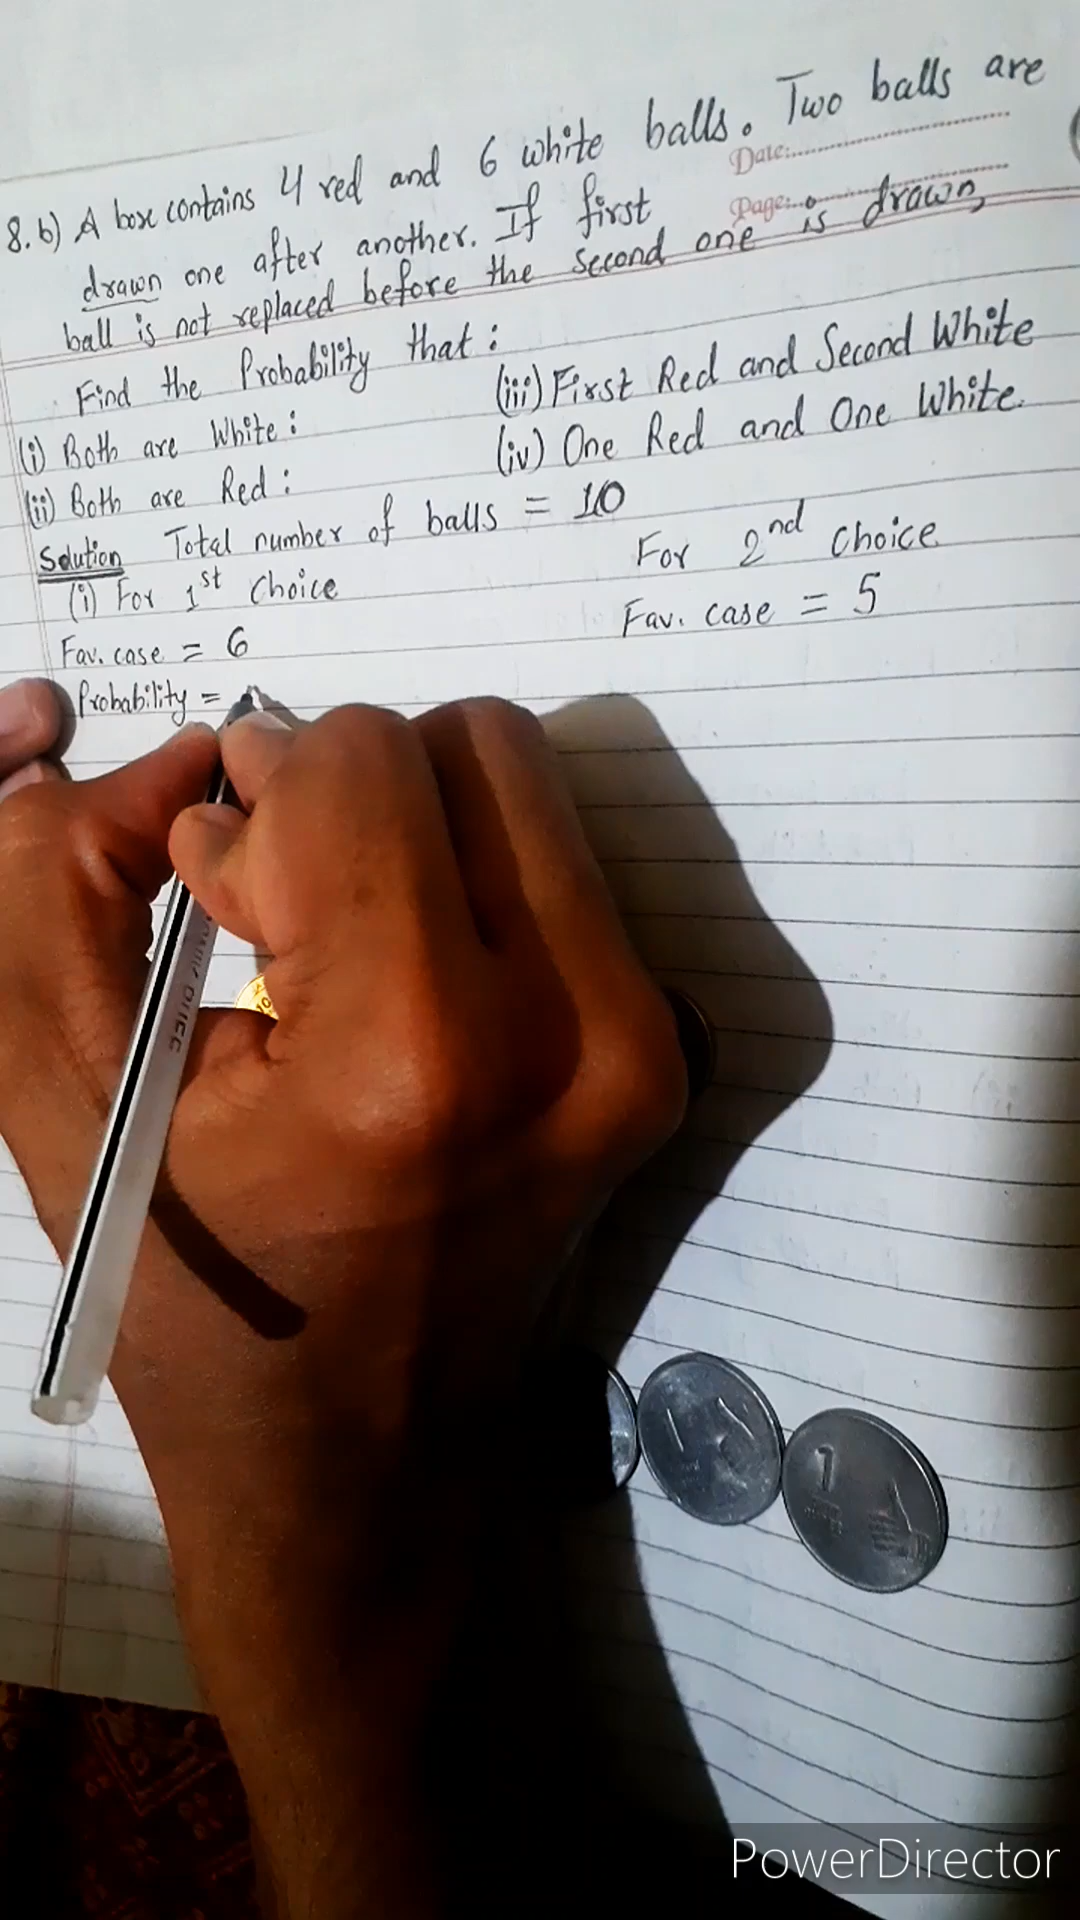 8.b) A box contains 4 red and 6 white balls. Two balls are
Date:
drawn one after another. If first
Page:
ball is not replaced before the second one is drawn,
Find the Probability that:
(i) Both are White:
(iii) First Red and Second White
(ii) Both are Red:
(iv) One Red and One White.
Solution Total number of balls = 10
(i) For 1st Choice
For 2nd Choice
Fav. case = 6
Fav. case = 5
Probability =
10
1
1
PowerDirector